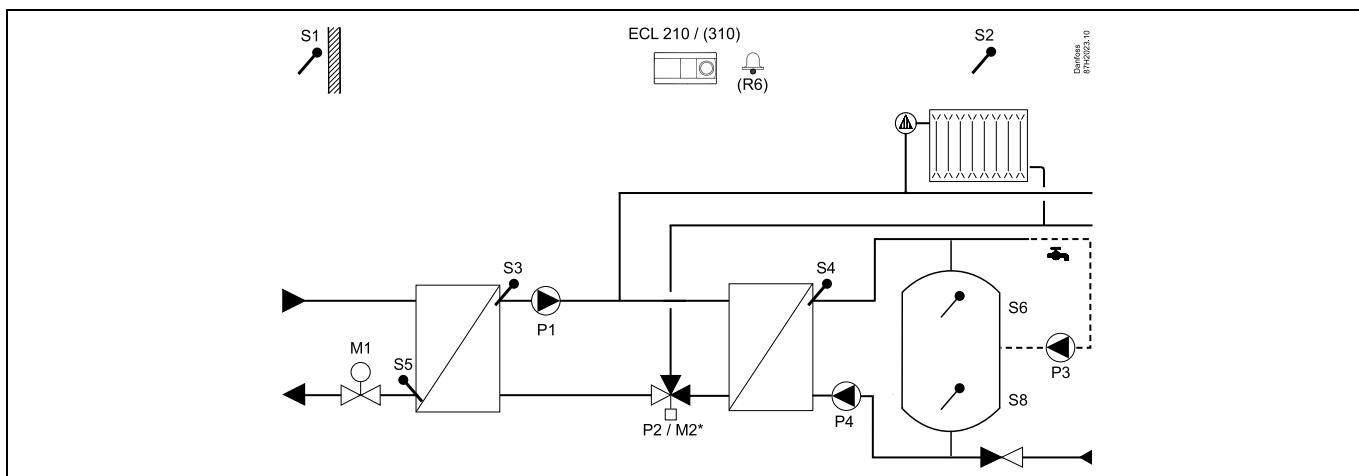 S1
ECL 210 / (310)
S2
Danfoss
87H2023.10
(R6)
S3
S4
P1
S6
M1
S5
P3
S8
P4
P2 / M2*